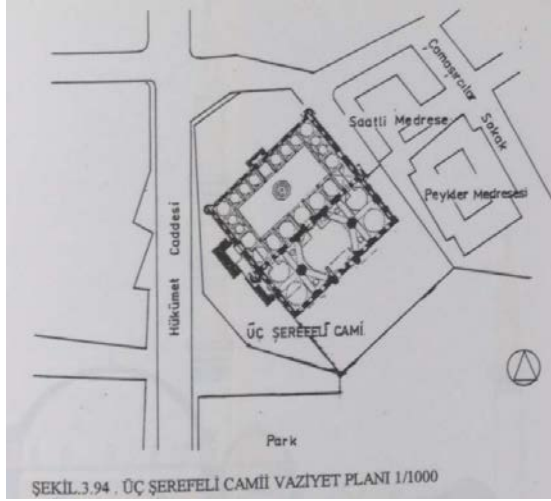 Çamaşırcılar Sokak
Saatli Medrese
Peykler Medresesi
Hükümet Caddesi
ÜÇ ŞEREFELİ CAMİ
Park
ŞEKİL.3.94 . ÜÇ ŞEREFELİ CAMİİ VAZİYET PLANI 1/1000